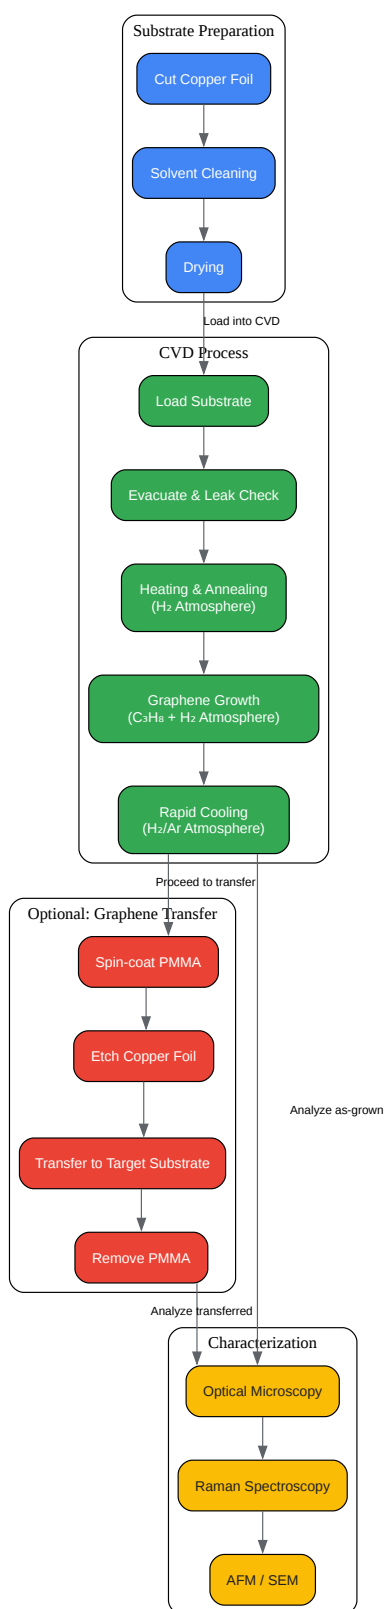 Substrate Preparation
Cut Copper Foil
Solvent Cleaning
Drying
Load into CVD
CVD Process
Load Substrate
Evacuate & Leak Check
Heating & Annealing
(H₂ Atmosphere)
Graphene Growth
(C₃H₈ + H₂ Atmosphere)
Rapid Cooling
(H₂/Ar Atmosphere)
Proceed to transfer
Optional: Graphene Transfer
Spin-coat PMMA
Etch Copper Foil
Analyze as-grown
Transfer to Target Substrate
Remove PMMA
Analyze transferred
Characterization
Optical Microscopy
Raman Spectroscopy
AFM / SEM